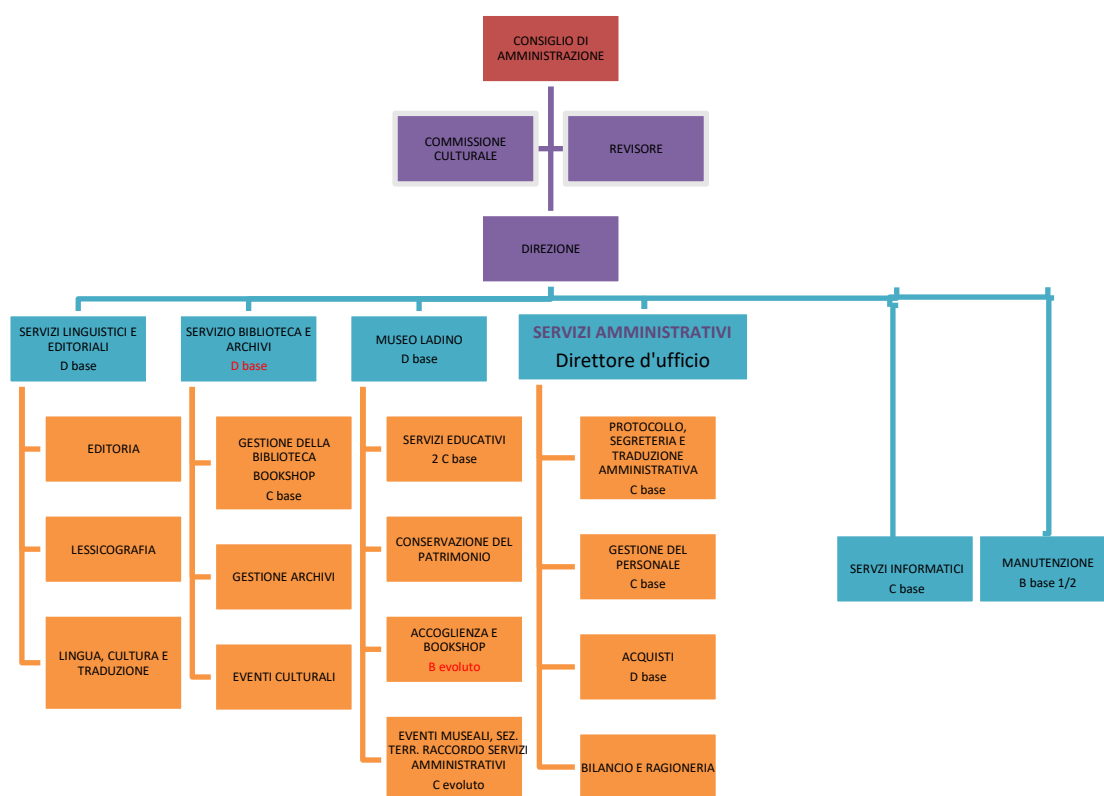 CONSIGLIO DI
AMMINISTRAZIONE
COMMISSIONE
CULTURALE
REVISORE
DIREZIONE
SERVIZI LINGUISTICI E
EDITORIALI
D base
SERVIZIO BIBLIOTECA E
ARCHIVI
D base
MUSEO LADINO
D base
SERVIZI AMMINISTRATIVI
Direttore d'ufficio
EDITORIA
LESSICOGRAFIA
LINGUA, CULTURA E
TRADUZIONE
GESTIONE DELLA
BIBLIOTECA
BOOKSHOP
C base
GESTIONE ARCHIVI
EVENTI CULTURALI
SERVIZI EDUCATIVI
2 C base
CONSERVAZIONE DEL
PATRIMONIO
ACCOGLIENZA E
BOOKSHOP
B evoluto
EVENTI MUSEALI, SEZ.
TERR. RACCORDO SERVIZI
AMMINISTRATIVI
C evoluto
PROTOCOLLO,
SEGRETERIA E
TRADUZIONE
AMMINISTRATIVA
C base
GESTIONE DEL
PERSONALE
C base
ACQUISTI
D base
BILANCIO E RAGIONERIA
SERVZI INFORMATICI
C base
MANUTENZIONE
B base 1/2